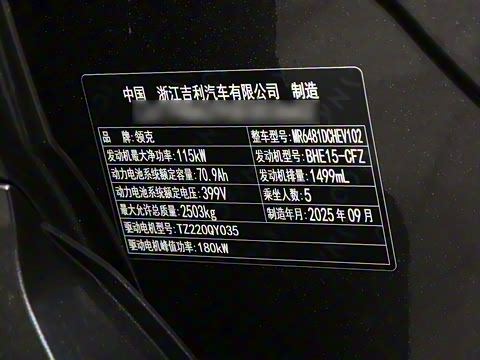 中国 浙江吉利汽车有限公司 制造
品 牌:领克 整车型号:MR6481DCHEV102
发动机最大净功率:115kW 发动机型号:BHE15-CFZ
动力电池系统额定容量:70.9Ah 发动机排量:1499mL
动力电池系统额定电压:399V 乘坐人数:5
最大允许总质量:2503kg 制造年月:2025年09月
驱动电机型号:TZ220QY035
驱动电机峰值功率:180kW